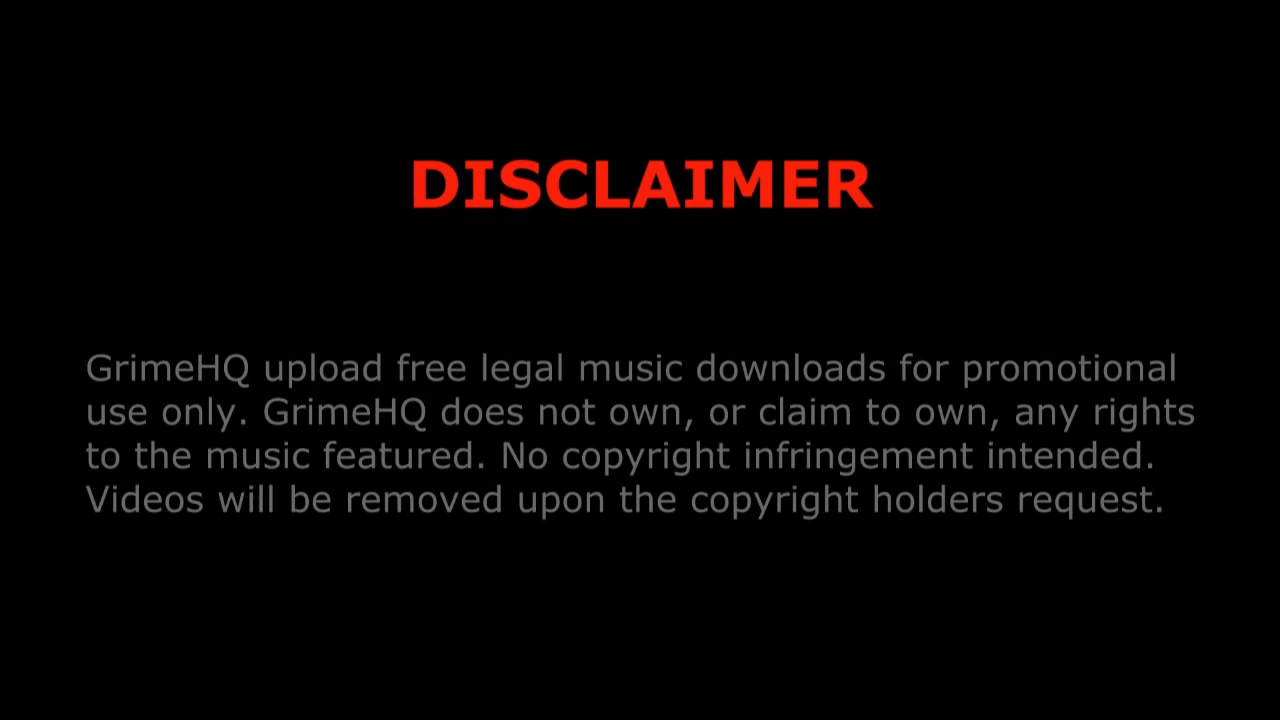 DISCLAIMER
GrimeHQ upload free legal music downloads for promotional
use only. GrimeHQ does not own, or claim to own, any rights
to the music featured. No copyright infringement intended.
Videos will be removed upon the copyright holders request.